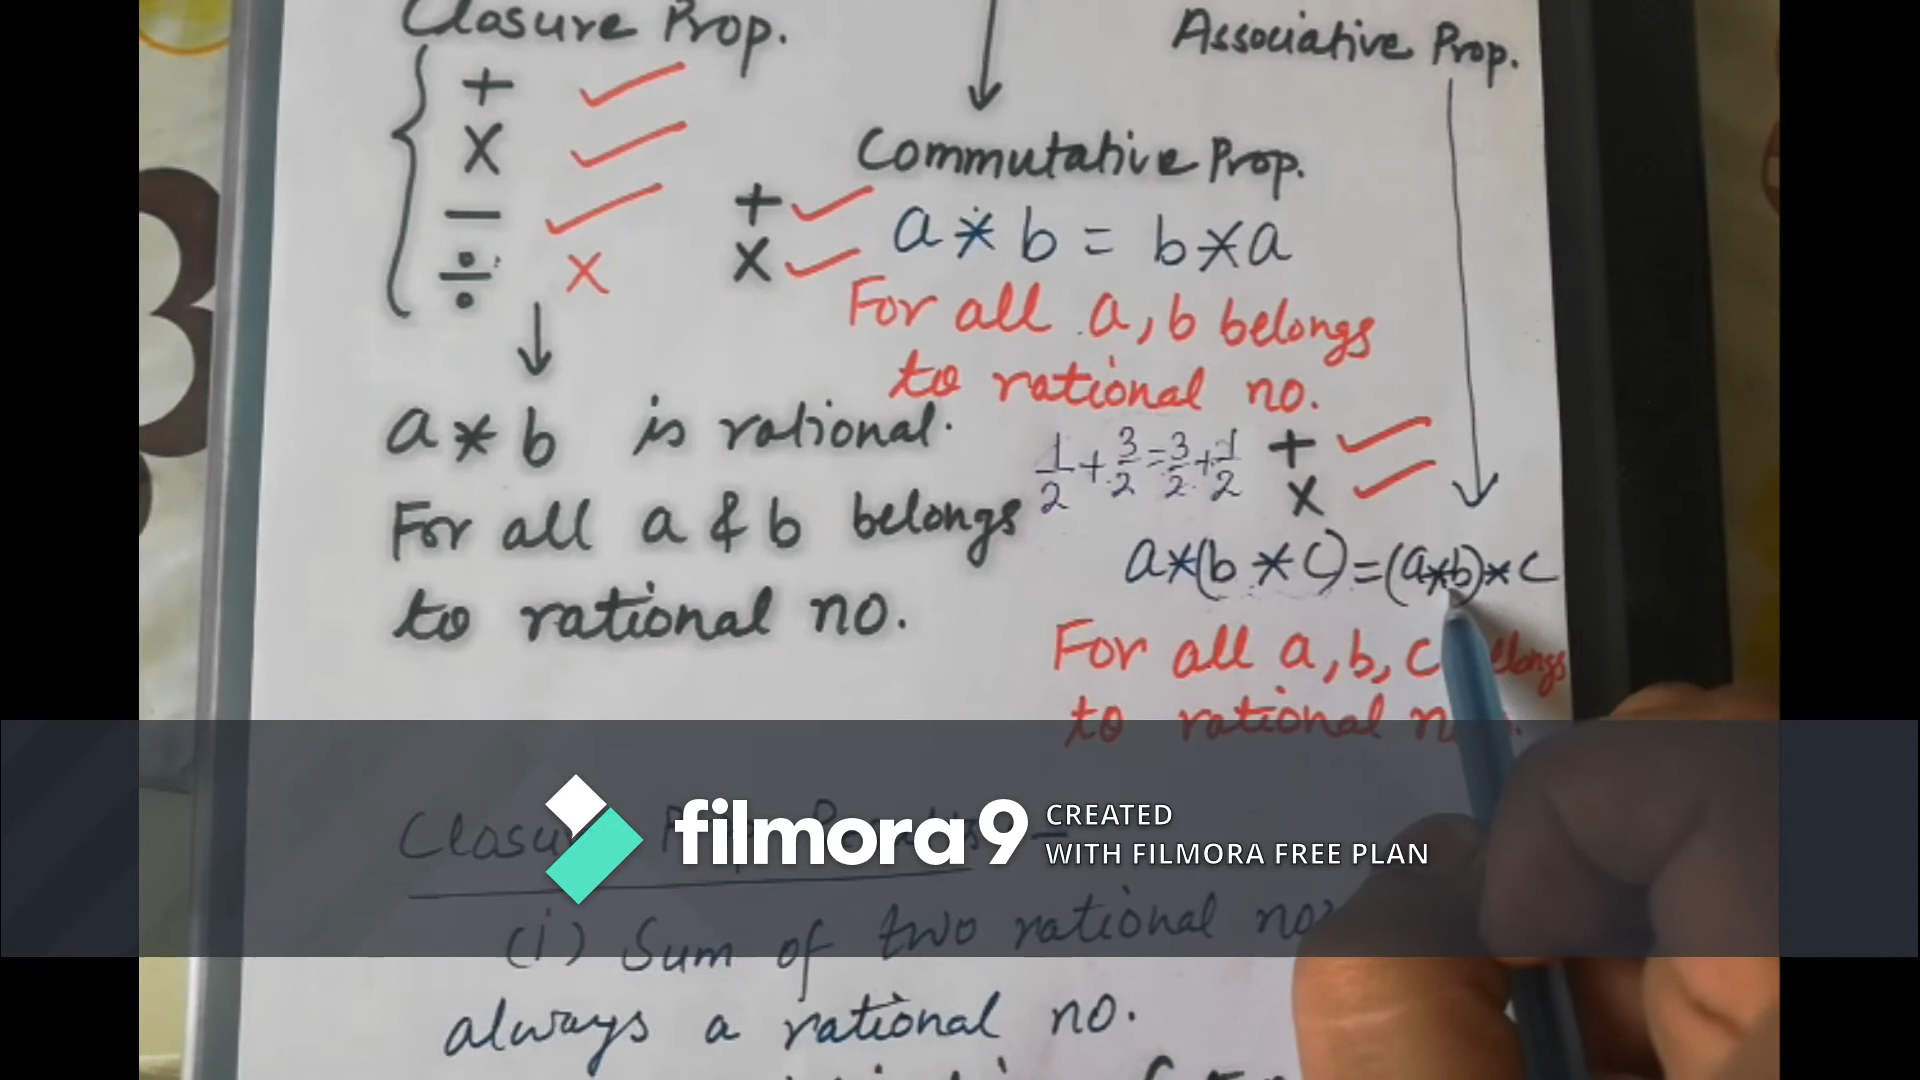 Closure Prop.
+ ✓
X ✓
− ✓
÷ X
a * b is rational.
For all a & b belongs
to rational no.
Commutative Prop.
+ ✓
X ✓
a * b = b * a
For all a, b belongs
to rational no.
1/2 + 3/2 = 3/2 + 1/2
Associative Prop.
+ ✓
X ✓
a*(b * c) = (a*b)*c
For all a, b, c
to rational
filmora9
CREATED
WITH FILMORA FREE PLAN
(i) Sum of two rational
always a rational no.